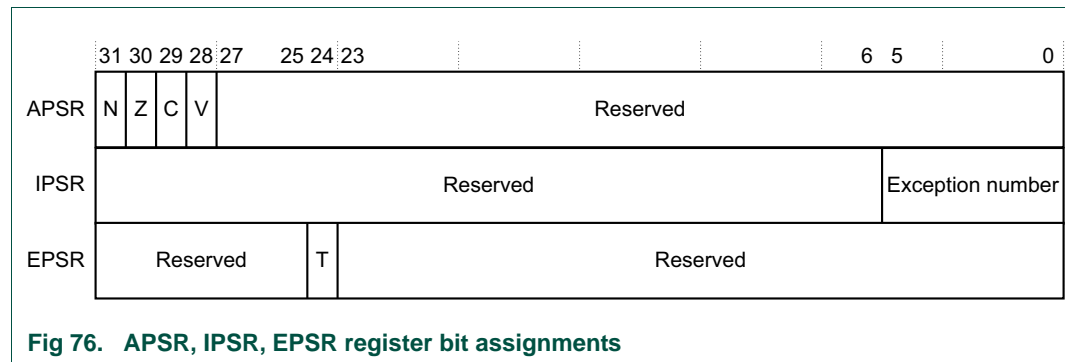 31 30 29 28 27 25 24 23 6 5 0
APSR N Z C V Reserved
IPSR Reserved Exception number
EPSR Reserved T Reserved
Fig 76. APSR, IPSR, EPSR register bit assignments